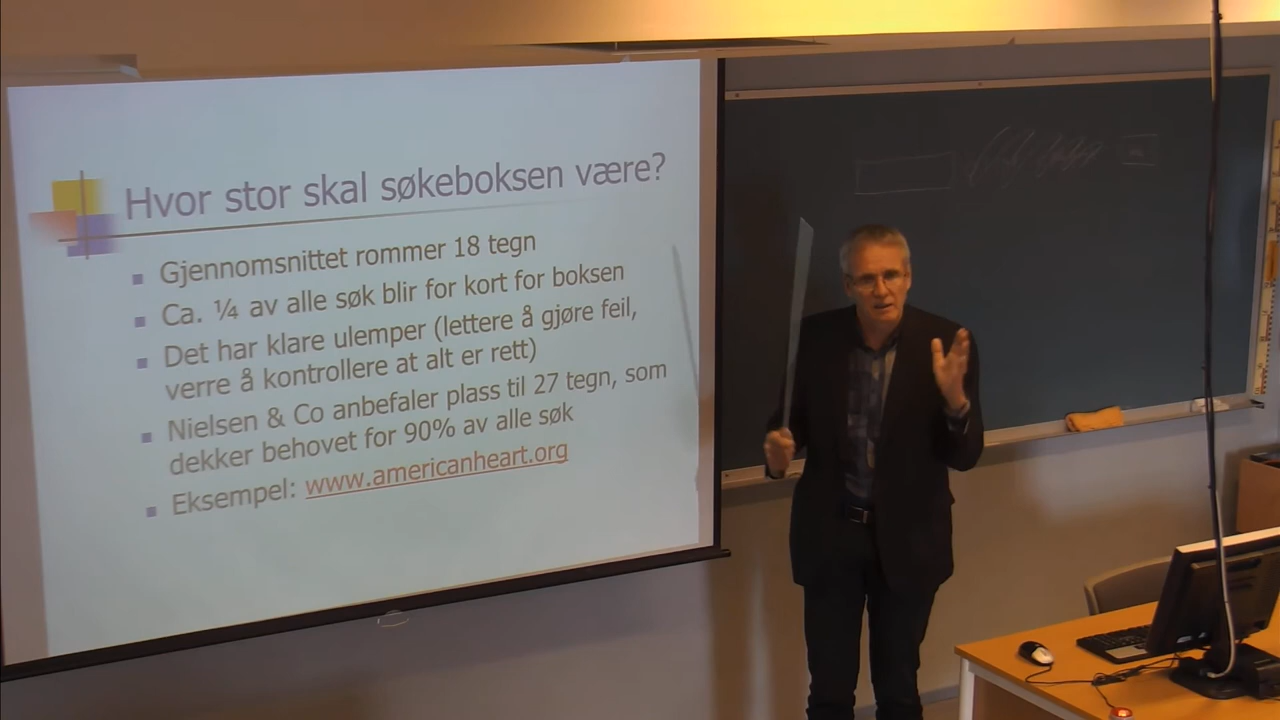 Hvor stor skal søkeboksen være?
Gjennomsnittet rommer 18 tegn
Ca. ¼ av alle søk blir for kort for boksen
Det har klare ulemper (lettere å gjøre feil,
verre å kontrollere at alt er rett)
Nielsen & Co anbefaler plass til 27 tegn, som
dekker behovet for 90% av alle søk
Eksempel: www.americanheart.org